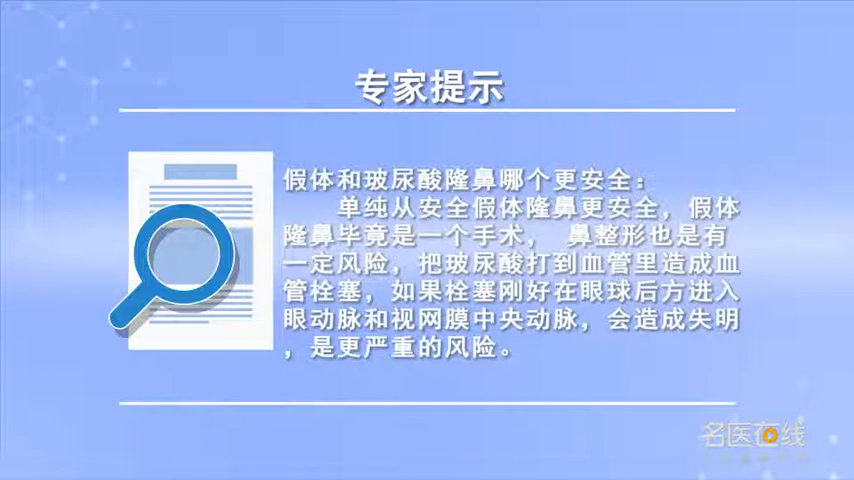 专家提示
假体和玻尿酸隆鼻哪个更安全：
单纯从安全假体隆鼻更安全，假体
隆鼻毕竟是一个手术， 鼻整形也是有
一定风险，把玻尿酸打到血管里造成血
管栓塞，如果栓塞刚好在眼球后方进入
眼动脉和视网膜中央动脉，会造成失明
，是更严重的风险。
名医在线